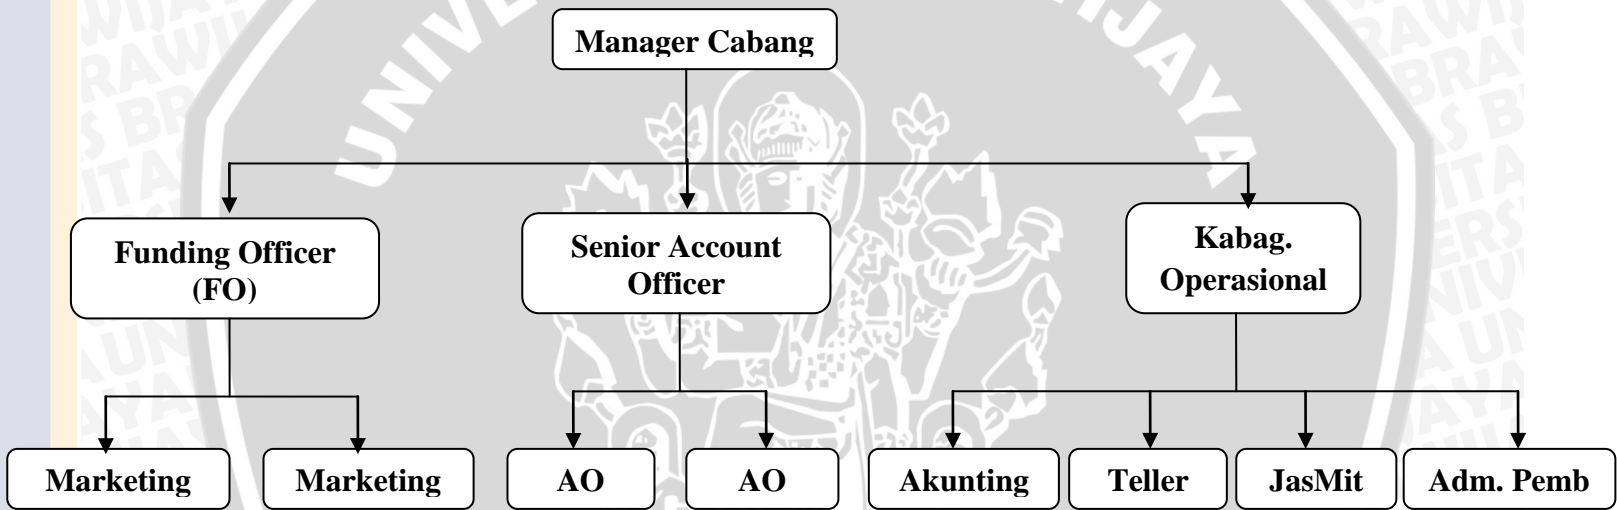 Manager Cabang
Funding Officer
(FO)
Senior Account
Officer
Kabag.
Operasional
Marketing
Marketing
AO
AO
Akunting
Teller
JasMit
Adm. Pemb